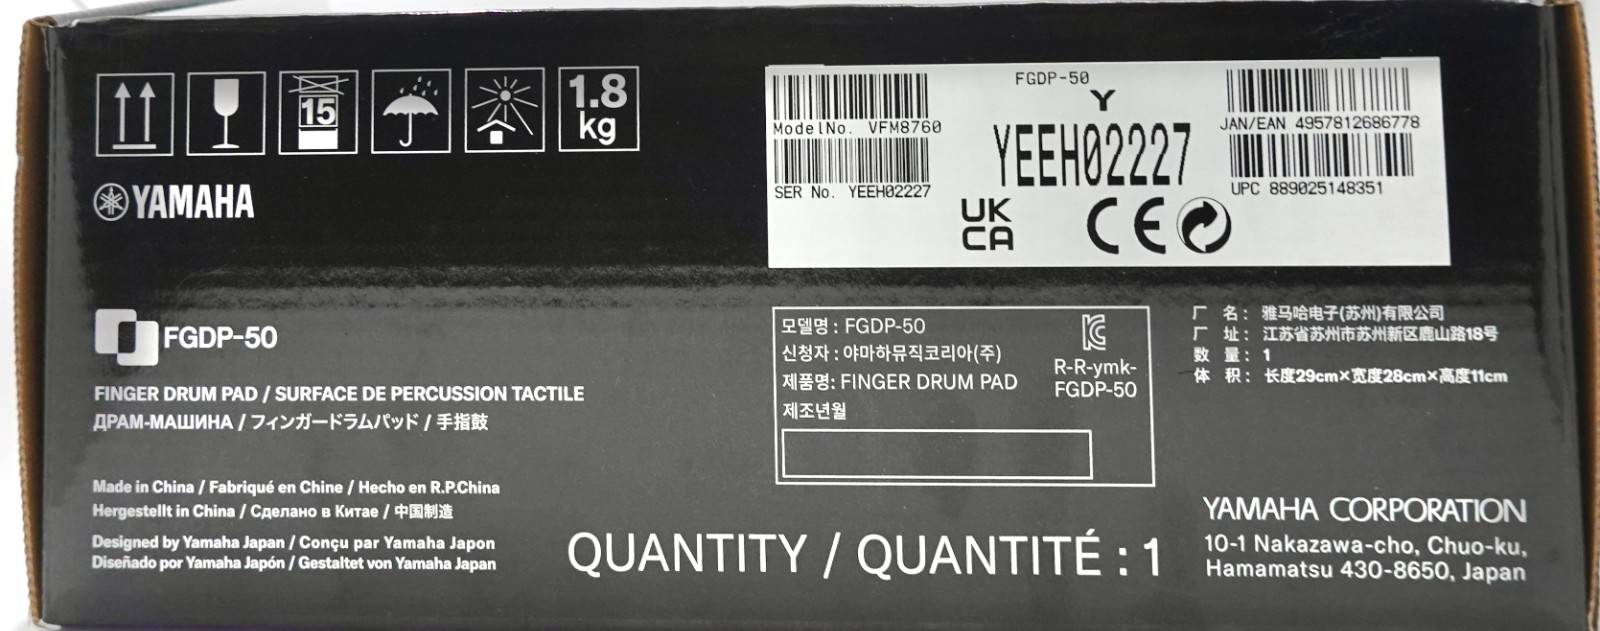 15
1.8
kg
YAMAHA
FGDP-50
FINGER DRUM PAD / SURFACE DE PERCUSSION TACTILE
ДРАМ-МАШИНА / フィンガードラムパッド / 手指鼓
Made in China / Fabriqué en Chine / Hecho en R.P.China
Hergestellt in China / Сделано в Китае / 中国制造
Designed by Yamaha Japan / Conçu par Yamaha Japon
Diseñado por Yamaha Japón / Gestaltet von Yamaha Japan
FGDP-50
Y
YEEH02227
ModelNo. VFM8760
SER No. YEEH02227
JAN/EAN 4957812686778
UPC 889025148351
UK
CA
CE
모델명 : FGDP-50
신청자 : 야마하뮤직코리아(주)
제품명: FINGER DRUM PAD
제조년월
R-R-ymk-
FGDP-50
厂 名: 雅马哈电子(苏州)有限公司
厂 址: 江苏省苏州市苏州新区鹿山路18号
数 量: 1
体 积: 长度29cm×宽度28cm×高度11cm
QUANTITY / QUANTITÉ : 1
YAMAHA CORPORATION
10-1 Nakazawa-cho, Chuo-ku,
Hamamatsu 430-8650, Japan